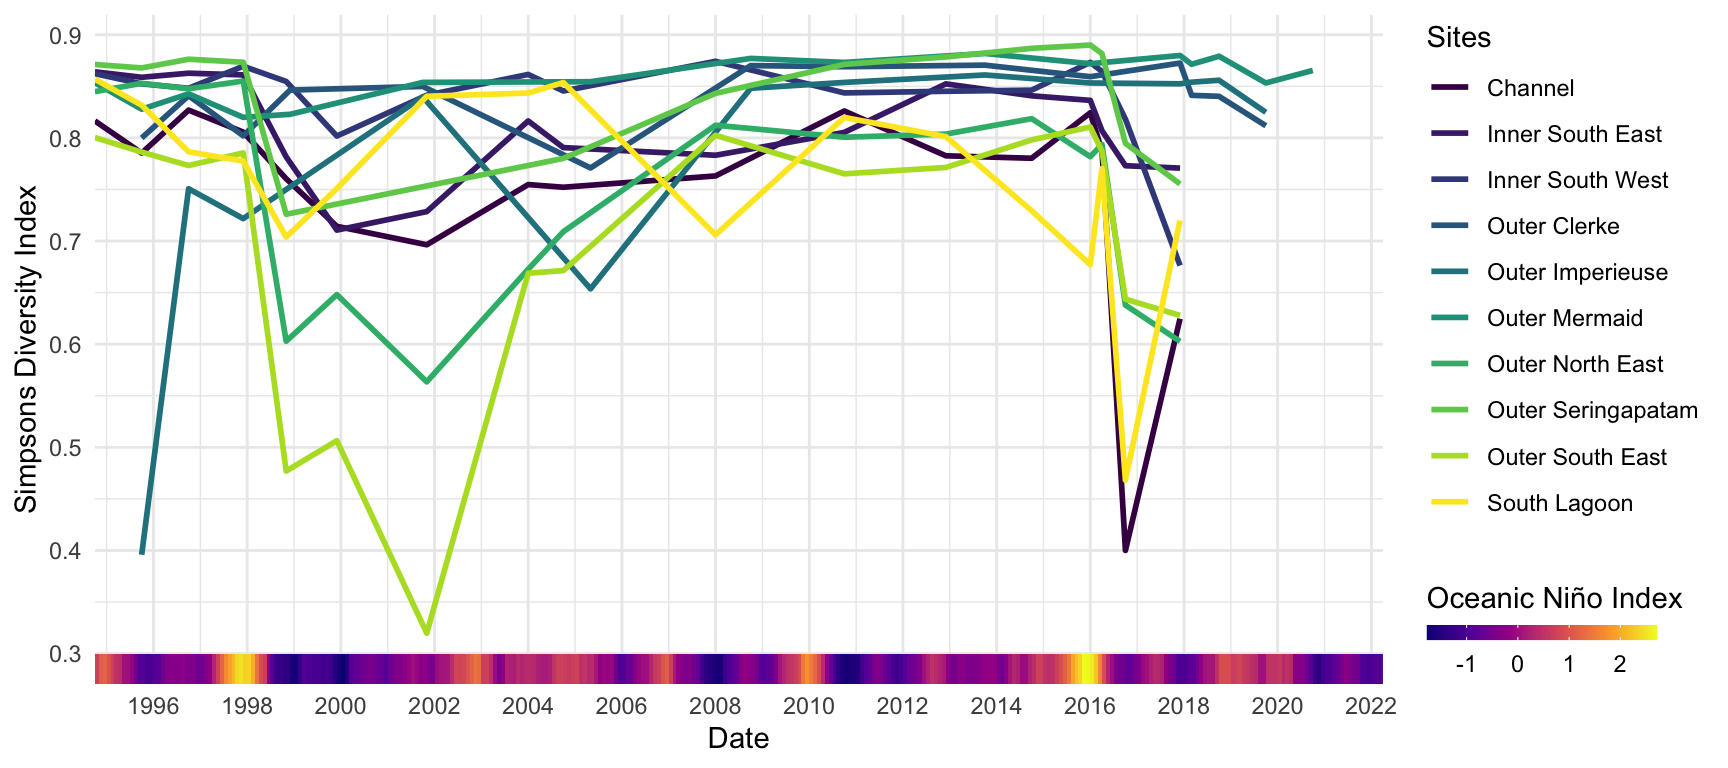 Simpsons Diversity Index
0.9
0.8
0.7
0.6
0.5
0.4
0.3
1996 1998 2000 2002 2004 2006 2008 2010 2012 2014 2016 2018 2020 2022
Date
Sites
Channel
Inner South East
Inner South West
Outer Clerke
Outer Imperieuse
Outer Mermaid
Outer North East
Outer Seringapatam
Outer South East
South Lagoon
Oceanic Niño Index
-1 0 1 2